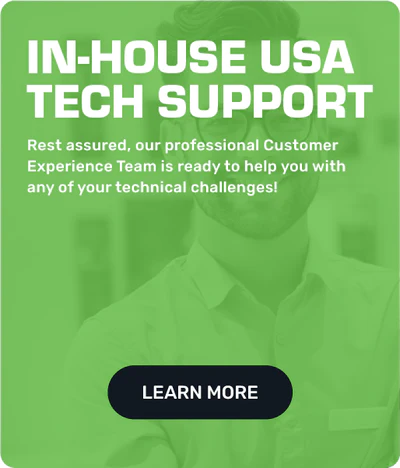 IN-HOUSE USA
TECH SUPPORT
Rest assured, our professional Customer
Experience Team is ready to help you with
any of your technical challenges!
LEARN MORE